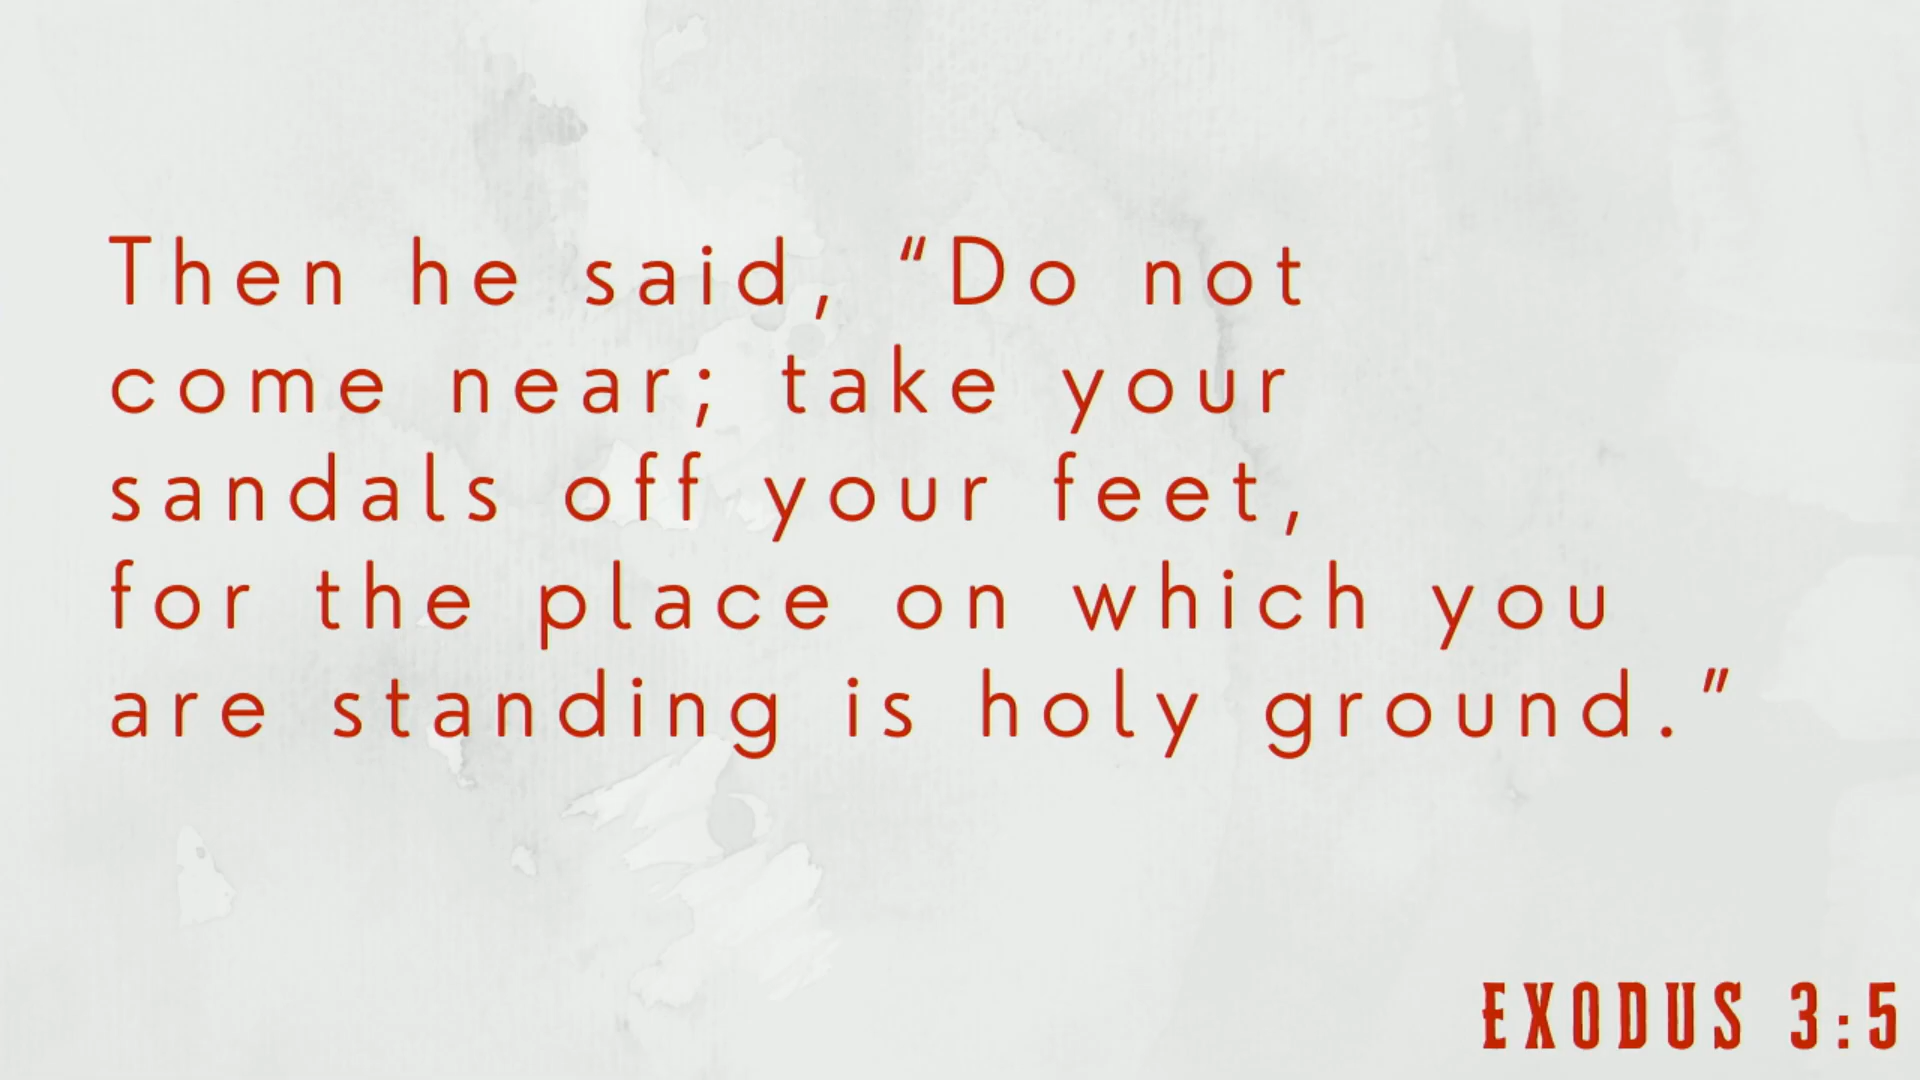 Then he said, “Do not
come near; take your
sandals off your feet,
for the place on which you
are standing is holy ground.”
EXODUS 3:5